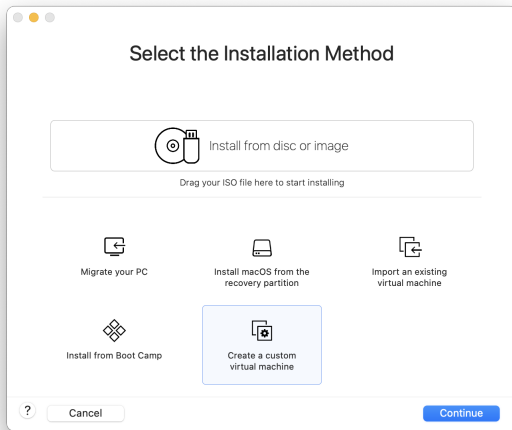 Select the Installation Method
Install from disc or image
Drag your ISO file here to start installing
Migrate your PC
Install macOS from the
recovery partition
Import an existing
virtual machine
Install from Boot Camp
Create a custom
virtual machine
?
Cancel
Continue